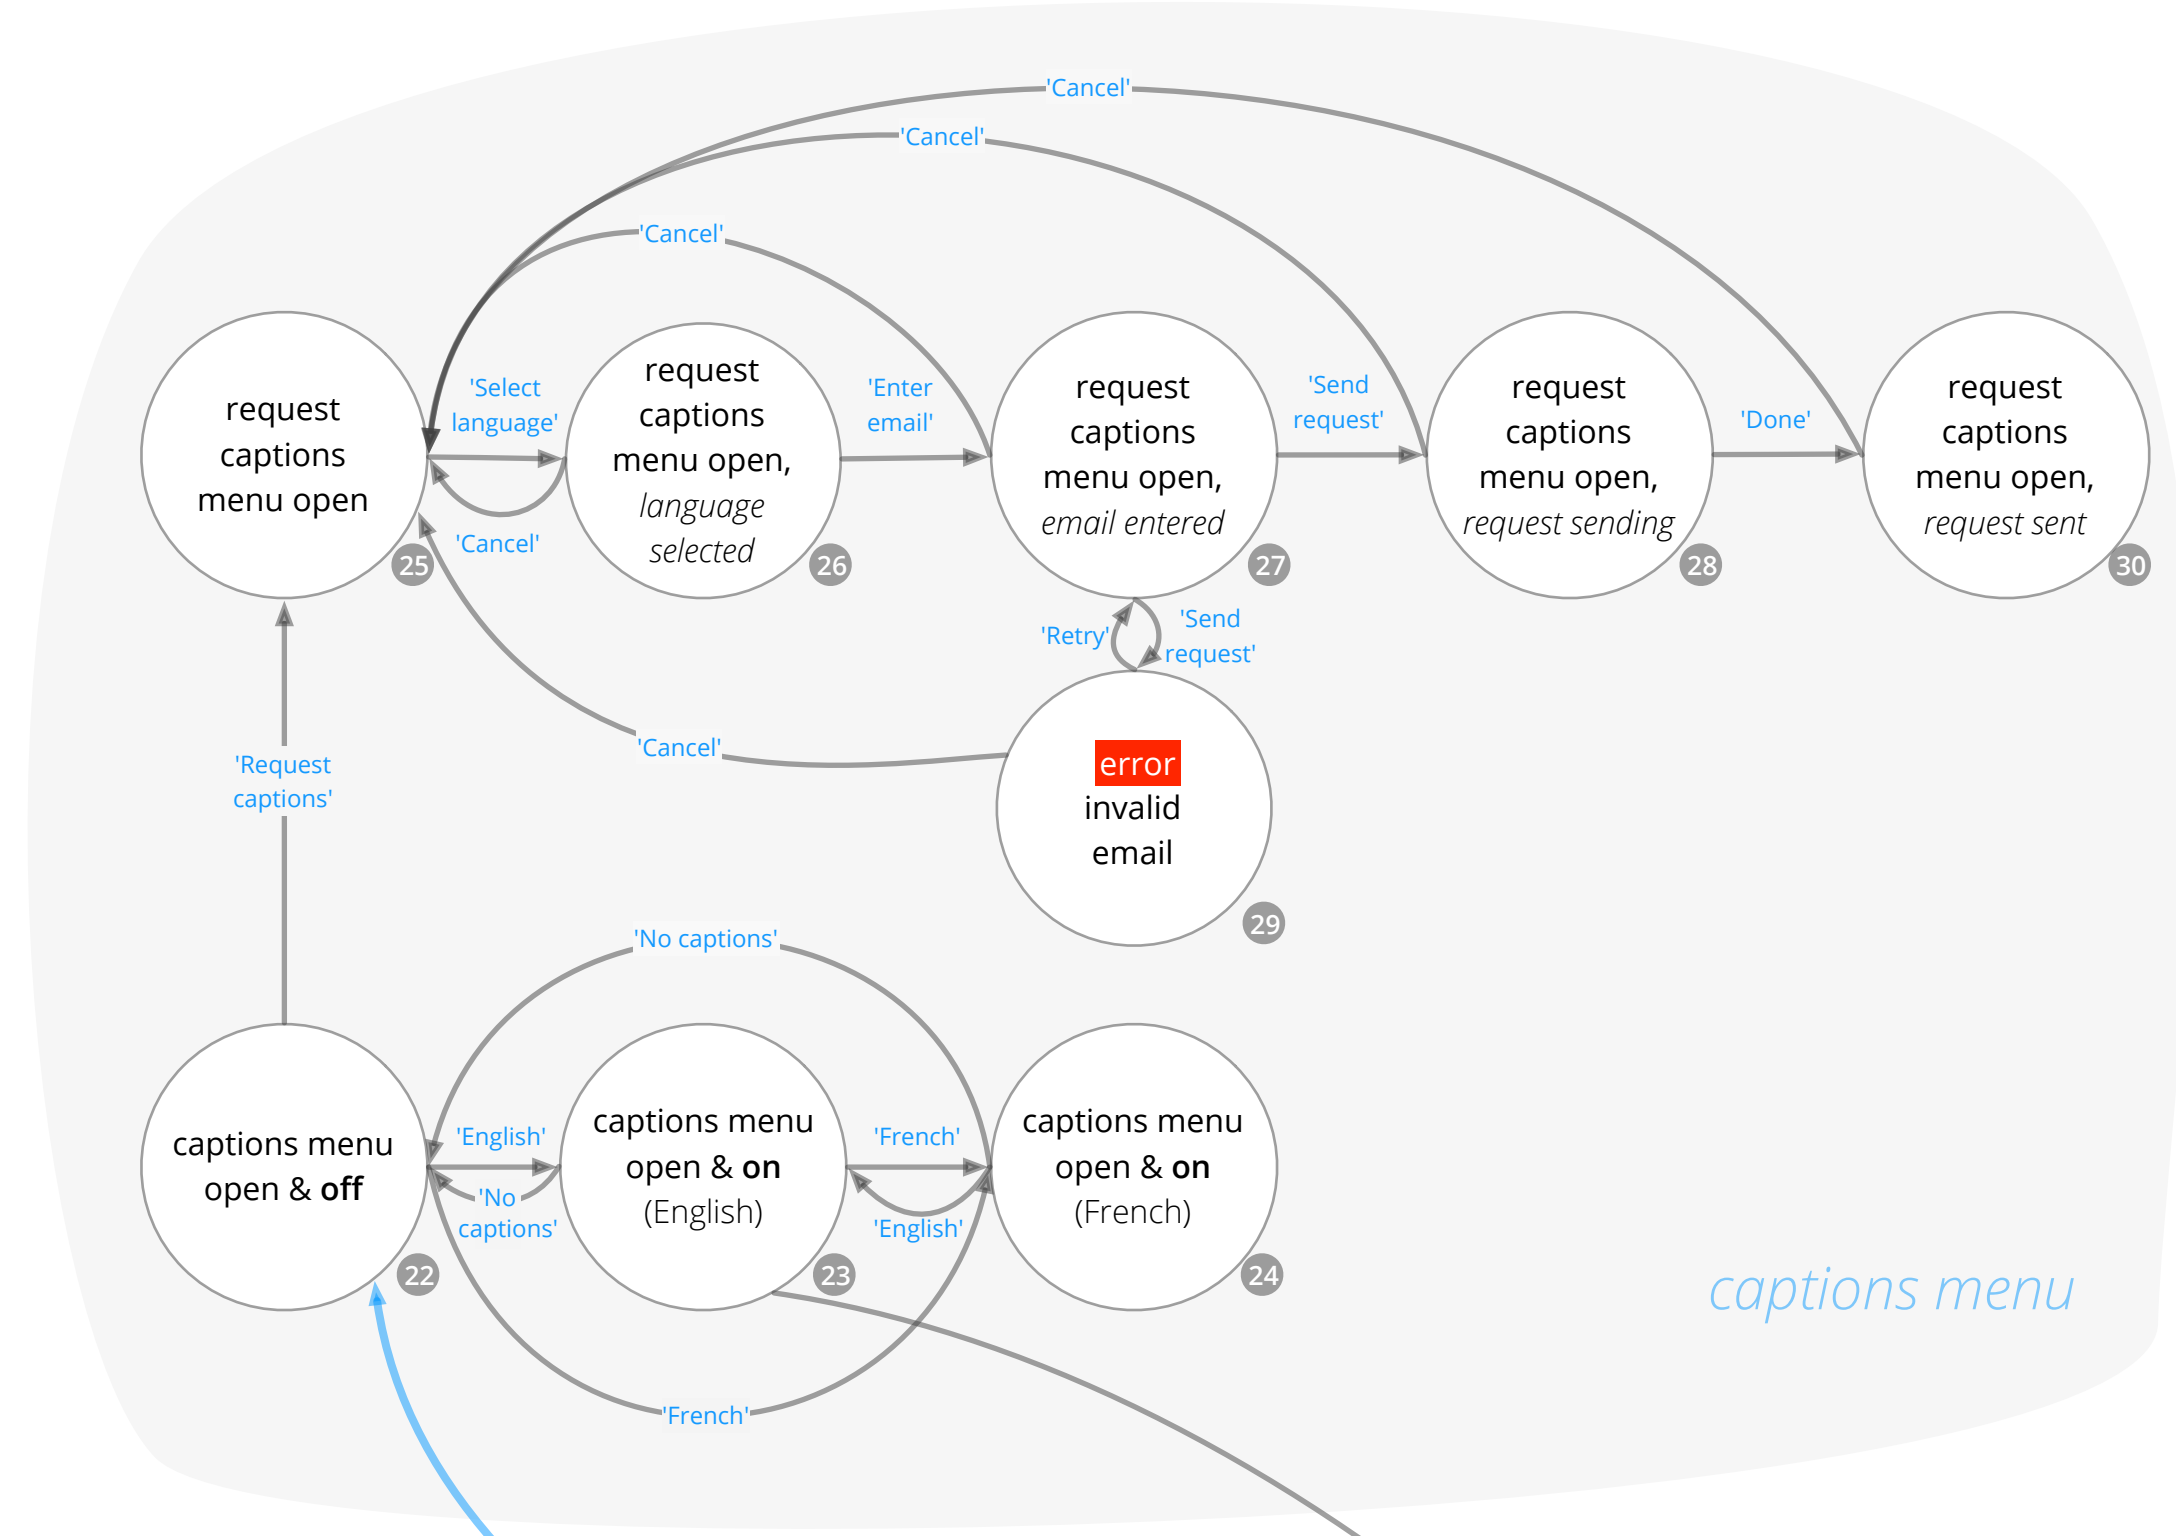 'Cancel'
'Cancel'
'Cancel'
request
captions
menu open
25
'Select
language'
'Cancel'
request
captions
menu open,
language
selected
26
'Enter
email'
request
captions
menu open,
email entered
27
'Send
request'
request
captions
menu open,
request sending
28
'Done'
request
captions
menu open,
request sent
30
'Retry'
'Send
request'
'Cancel'
error
invalid
email
29
'Request
captions'
'No captions'
captions menu
open & off
22
'English'
'No
captions'
captions menu
open & on
(English)
23
'French'
'English'
captions menu
open & on
(French)
24
captions menu
'French'